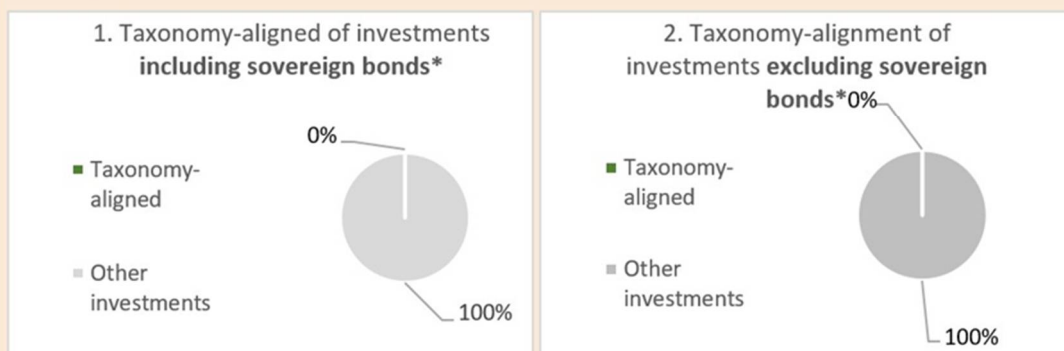 1. Taxonomy-aligned of investments
including sovereign bonds*
0%
Taxonomy-
aligned
Other
investments
100%
2. Taxonomy-alignment of
investments excluding sovereign
bonds*0%
Taxonomy-
aligned
Other
investments
100%